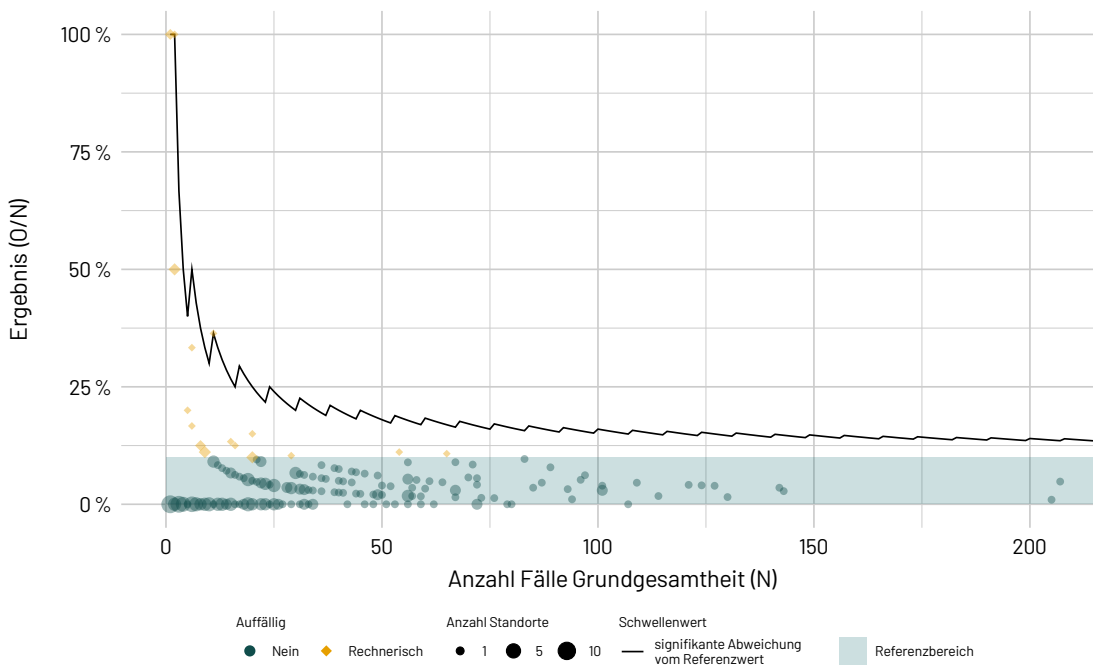 Ergebnis (O/N)
100 %
75 %
50 %
25 %
0 %
0 50 100 150 200
Anzahl Fälle Grundgesamtheit (N)
Auffällig Anzahl Standorte Schwellenwert
Nein Rechnerisch 1 5 10 signifikante Abweichung
vom Referenzwert
Referenzbereich